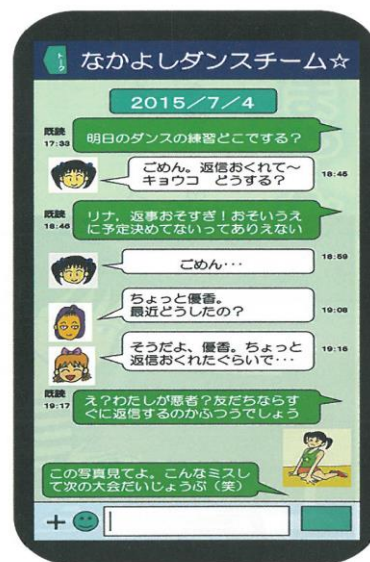 トーク
なかよしダンスチーム☆
2015/7/4
既読
17:33
明日のダンスの練習どこでする？
ごめん。返信おくれて～
キョウコ　どうする？
18:45
既読
18:46
リナ，返事おそすぎ！おそいうえ
に予定決めてないってありえない
ごめん･･･
18:59
ちょっと優香。
最近どうしたの？
19:08
そうだよ、優香。ちょっと
返信おくれたぐらいで･･･
19:16
既読
19:17
え？わたしが悪者？友だちならす
ぐに返信するのがふつうでしょう
この写真見てよ。こんなミスし
て次の大会だいじょうぶ（笑）
＋